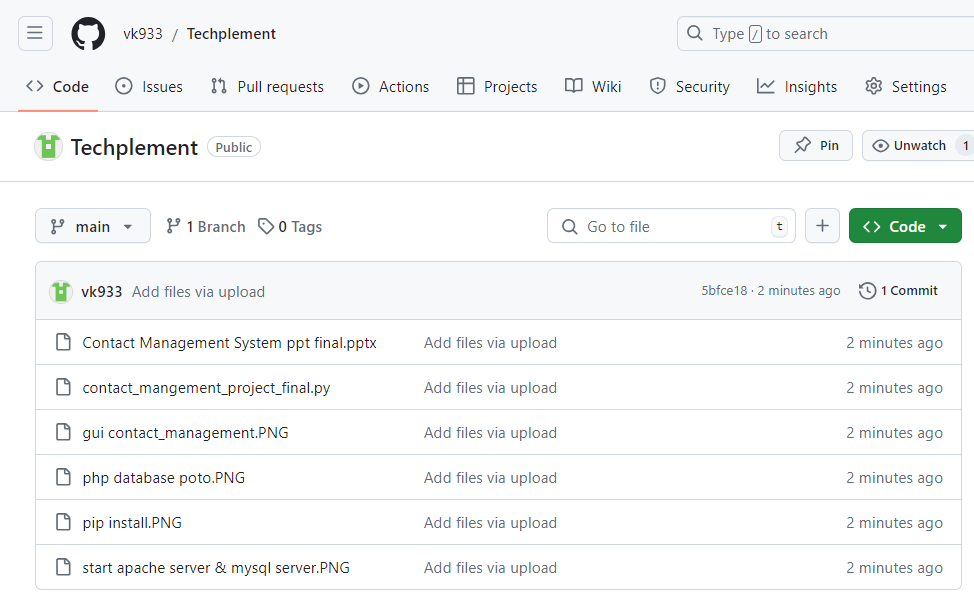 vk933 / Techplement
Type / to search
Code Issues Pull requests Actions Projects Wiki Security Insights Settings
Techplement Public Pin Unwatch 1
main 1 Branch 0 Tags Go to file t + Code
vk933 Add files via upload 5bfce18 · 2 minutes ago 1 Commit
Contact Management System ppt final.pptx Add files via upload 2 minutes ago
contact_mangement_project_final.py Add files via upload 2 minutes ago
gui contact_management.PNG Add files via upload 2 minutes ago
php database poto.PNG Add files via upload 2 minutes ago
pip install.PNG Add files via upload 2 minutes ago
start apache server & mysql server.PNG Add files via upload 2 minutes ago